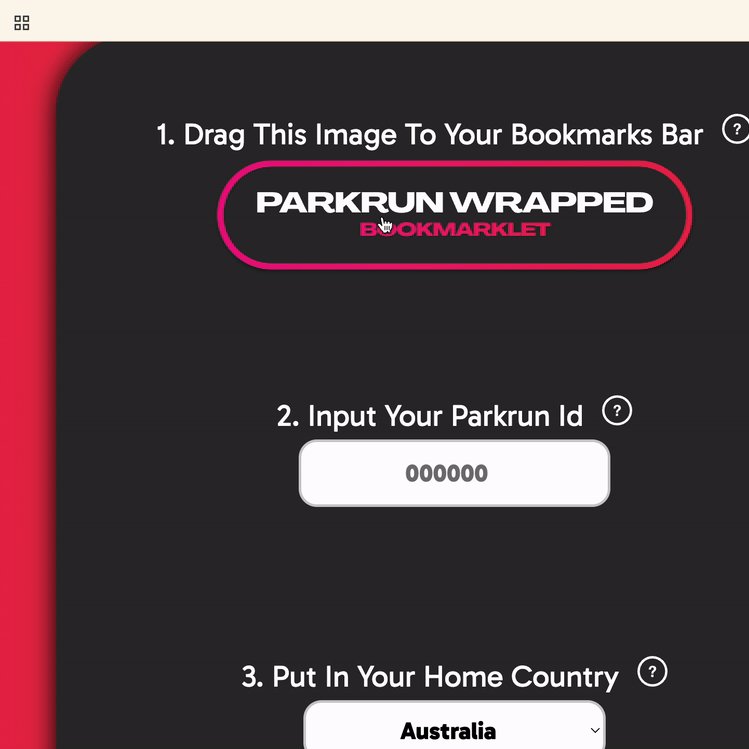 1. Drag This Image To Your Bookmarks Bar
?
PARKRUN WRAPPED
BOOKMARKLET
2. Input Your Parkrun Id
?
000000
3. Put In Your Home Country
?
Australia